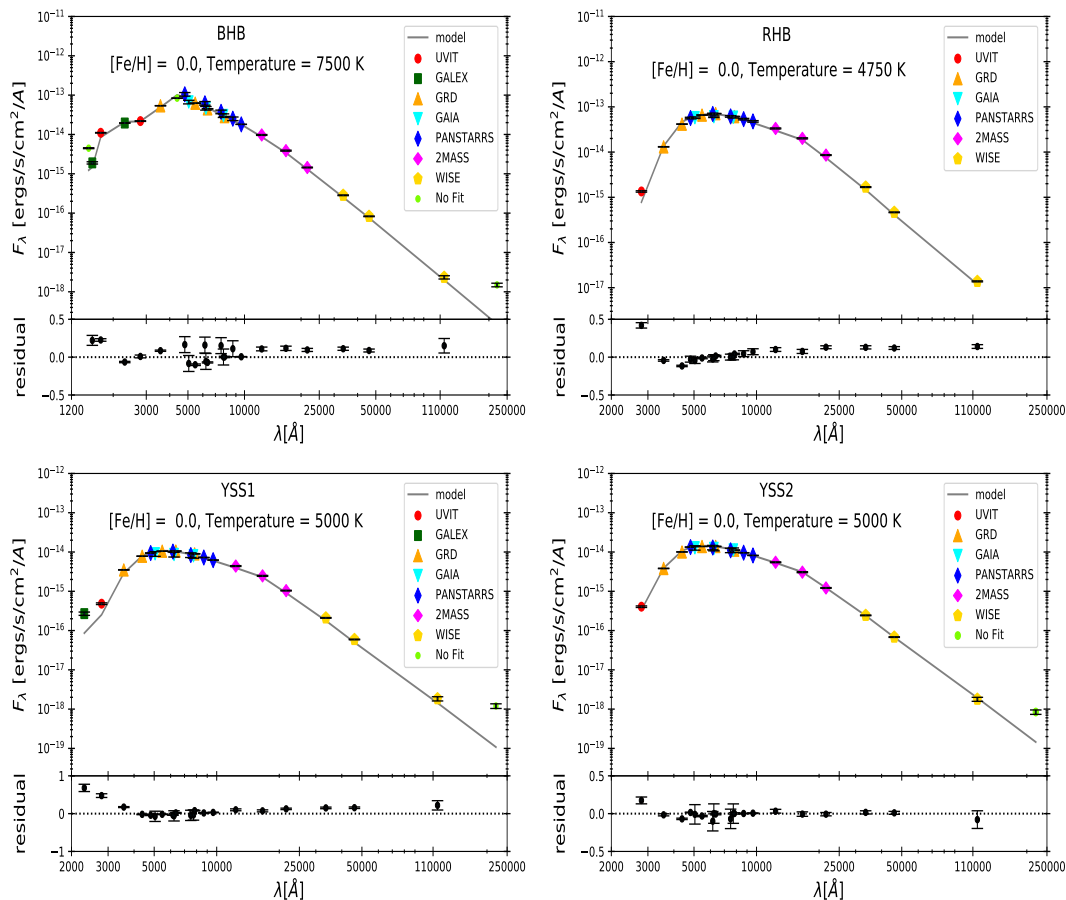 BHB
[Fe/H] = 0.0, Temperature = 7500 K
model
UVIT
GALEX
GRD
GAIA
PANSTARRS
2MASS
WISE
No Fit
F_λ [ergs/s/cm²/A]
10⁻¹¹
10⁻¹²
10⁻¹³
10⁻¹⁴
10⁻¹⁵
10⁻¹⁶
10⁻¹⁷
10⁻¹⁸
residual
0.5
0.0
−0.5
1200 3000 5000 10000 25000 50000 110000 250000
λ[Å]
RHB
[Fe/H] = 0.0, Temperature = 4750 K
model
UVIT
GRD
GAIA
PANSTARRS
2MASS
WISE
F_λ [ergs/s/cm²/A]
10⁻¹¹
10⁻¹²
10⁻¹³
10⁻¹⁴
10⁻¹⁵
10⁻¹⁶
10⁻¹⁷
residual
0.5
0.0
−0.5
2000 3000 5000 10000 25000 50000 110000 250000
λ[Å]
YSS1
[Fe/H] = 0.0, Temperature = 5000 K
model
UVIT
GALEX
GRD
GAIA
PANSTARRS
2MASS
WISE
No Fit
F_λ [ergs/s/cm²/A]
10⁻¹²
10⁻¹³
10⁻¹⁴
10⁻¹⁵
10⁻¹⁶
10⁻¹⁷
10⁻¹⁸
10⁻¹⁹
residual
1
0
−1
2000 3000 5000 10000 25000 50000 110000 250000
λ[Å]
YSS2
[Fe/H] = 0.0, Temperature = 5000 K
model
UVIT
GRD
GAIA
PANSTARRS
2MASS
WISE
No Fit
F_λ [ergs/s/cm²/A]
10⁻¹²
10⁻¹³
10⁻¹⁴
10⁻¹⁵
10⁻¹⁶
10⁻¹⁷
10⁻¹⁸
10⁻¹⁹
residual
0.5
0.0
−0.5
2000 3000 5000 10000 25000 50000 110000 250000
λ[Å]